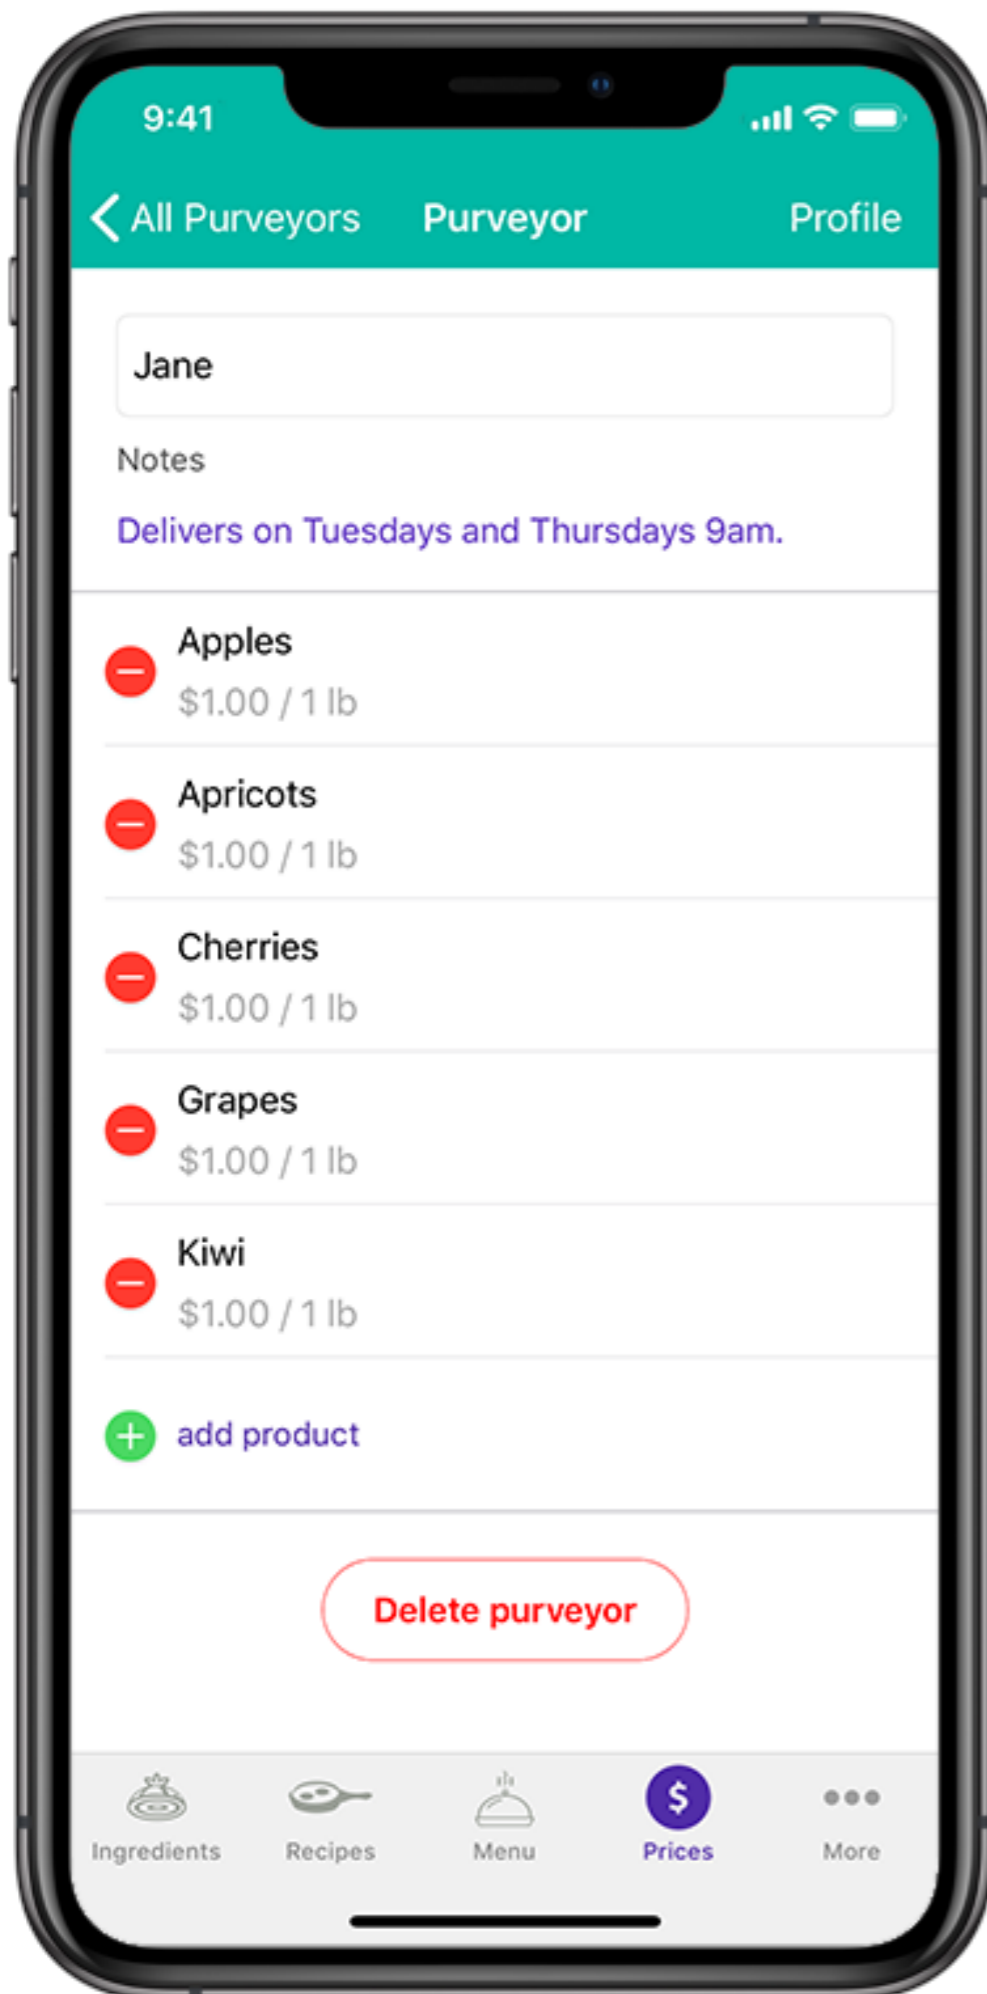 9:41
All Purveyors Purveyor Profile
Jane
Notes
Delivers on Tuesdays and Thursdays 9am.
Apples
$1.00 / 1 lb
Apricots
$1.00 / 1 lb
Cherries
$1.00 / 1 lb
Grapes
$1.00 / 1 lb
Kiwi
$1.00 / 1 lb
add product
Delete purveyor
$
Ingredients Recipes Menu Prices More